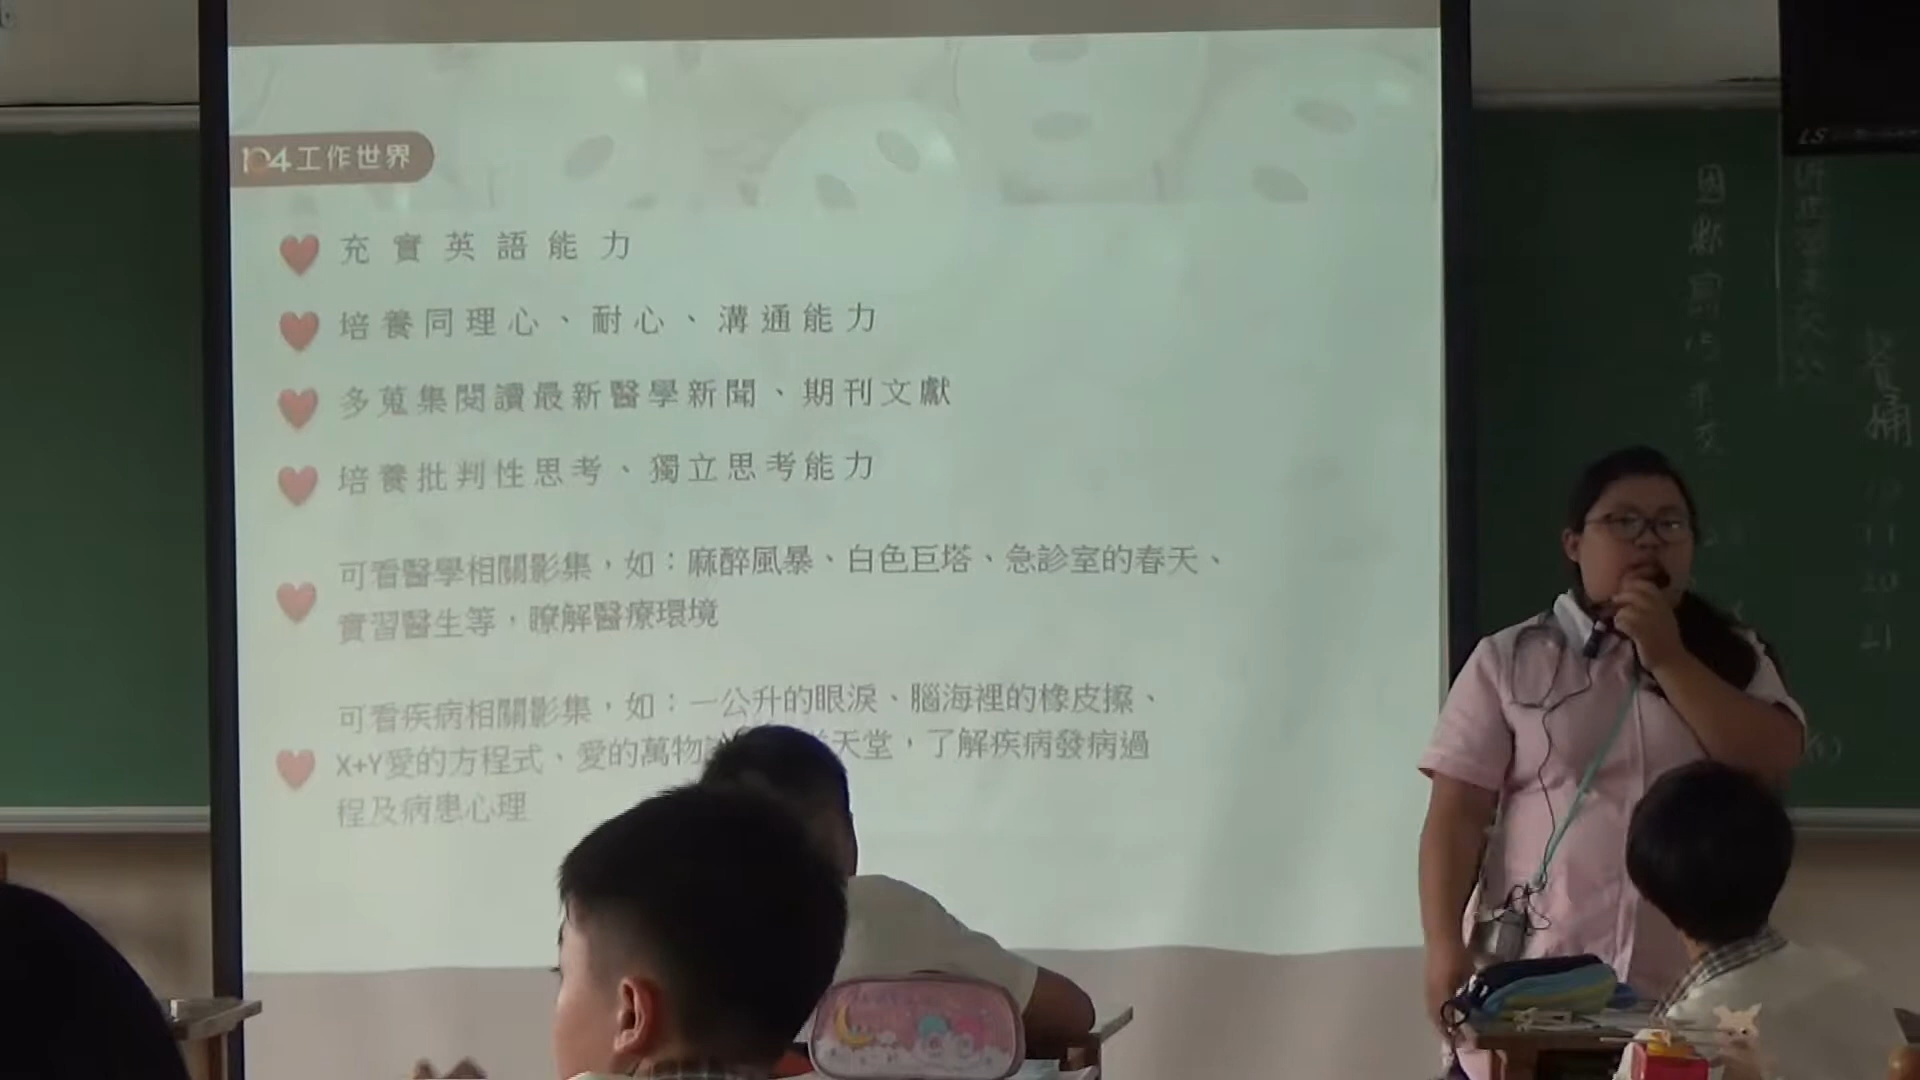 104工作世界
充實英語能力
培養同理心、耐心、溝通能力
多蒐集閱讀最新醫學新聞、期刊文獻
培養批判性思考、獨立思考能力
可看醫學相關影集，如：麻醉風暴、白色巨塔、急診室的春天、
實習醫生等，瞭解醫療環境
可看疾病相關影集，如：一公升的眼淚、腦海裡的橡皮擦、
X+Y愛的方程式、愛的萬物 天堂，了解疾病發病過
程及病患心理